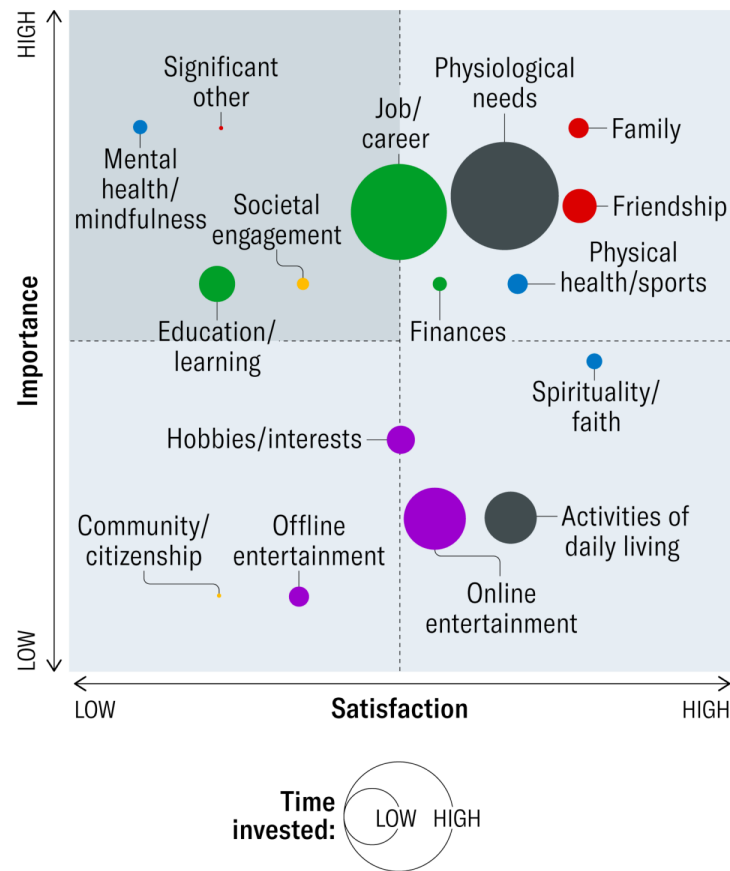 HIGH
Importance
LOW
Significant
other
Mental
health/
mindfulness
Societal
engagement
Education/
learning
Job/
career
Physiological
needs
Family
Friendship
Physical
health/sports
Finances
Spirituality/
faith
Hobbies/interests
Community/
citizenship
Offline
entertainment
Activities of
daily living
Online
entertainment
LOW
Satisfaction
HIGH
Time
invested:
LOW
HIGH